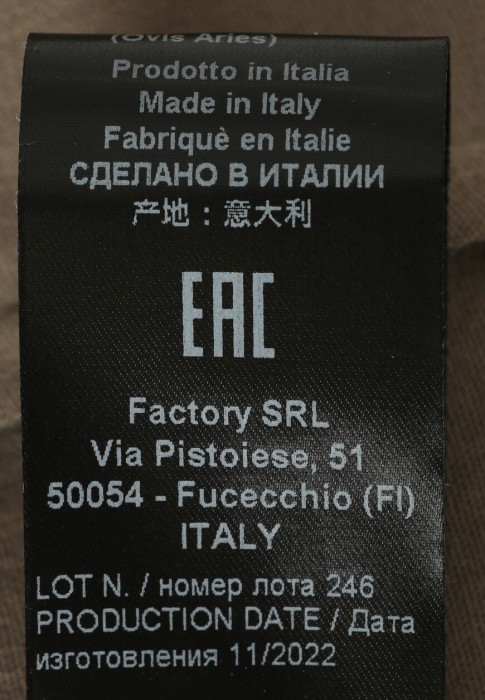 (Ovis Aries)
Prodotto in Italia
Made in Italy
Fabriquè en Italie
СДЕЛАНО В ИТАЛИИ
产地：意大利
EAC
Factory SRL
Via Pistoiese, 51
50054 - Fucecchio (FI)
ITALY
LOT N. / номер лота 246
PRODUCTION DATE / Дата
изготовления 11/2022